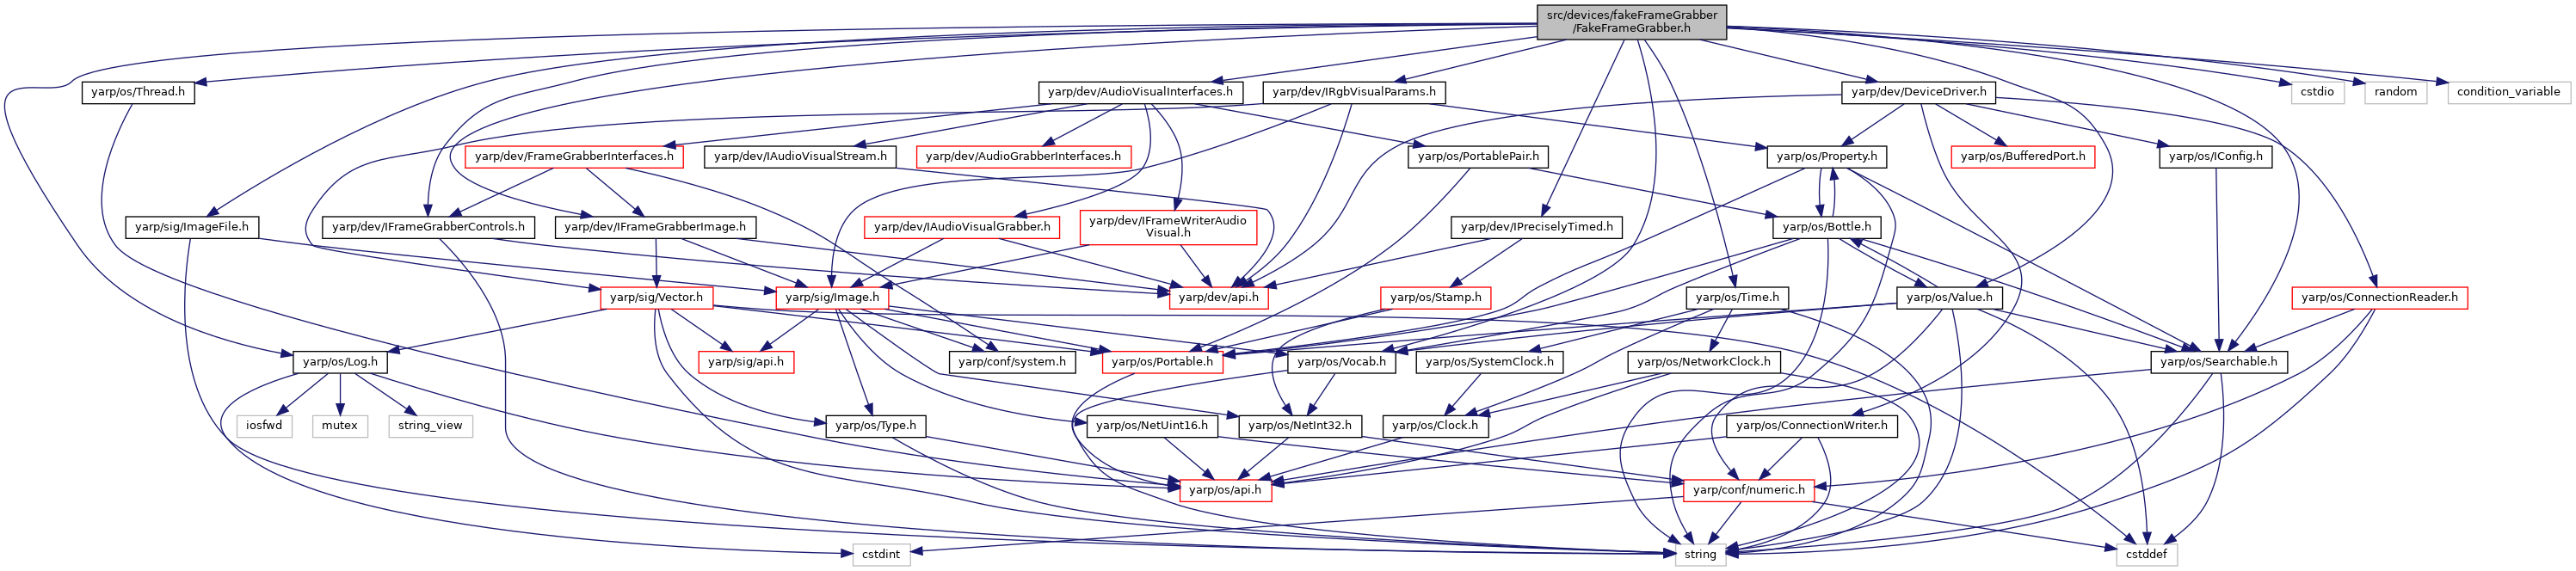 src/devices/fakeFrameGrabber
/FakeFrameGrabber.h
yarp/os/Thread.h
yarp/dev/AudioVisualInterfaces.h
yarp/dev/IRgbVisualParams.h
yarp/dev/DeviceDriver.h
cstdio
random
condition_variable
yarp/dev/FrameGrabberInterfaces.h
yarp/dev/IAudioVisualStream.h
yarp/dev/AudioGrabberInterfaces.h
yarp/os/PortablePair.h
yarp/os/Property.h
yarp/os/BufferedPort.h
yarp/os/IConfig.h
yarp/sig/ImageFile.h
yarp/dev/IFrameGrabberControls.h
yarp/dev/IFrameGrabberImage.h
yarp/dev/IAudioVisualGrabber.h
yarp/dev/IFrameWriterAudio
Visual.h
yarp/dev/IPreciselyTimed.h
yarp/os/Bottle.h
yarp/sig/Vector.h
yarp/sig/Image.h
yarp/dev/api.h
yarp/os/Stamp.h
yarp/os/Time.h
yarp/os/Value.h
yarp/os/ConnectionReader.h
yarp/os/Log.h
yarp/sig/api.h
yarp/conf/system.h
yarp/os/Portable.h
yarp/os/Vocab.h
yarp/os/SystemClock.h
yarp/os/NetworkClock.h
yarp/os/Searchable.h
iosfwd
mutex
string_view
yarp/os/Type.h
yarp/os/NetUint16.h
yarp/os/NetInt32.h
yarp/os/Clock.h
yarp/os/ConnectionWriter.h
yarp/os/api.h
yarp/conf/numeric.h
cstdint
string
cstddef